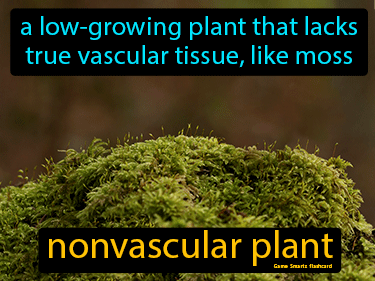 a low-growing plant that lacks
true vascular tissue, like moss
nonvascular plant
Game Smartz flashcard